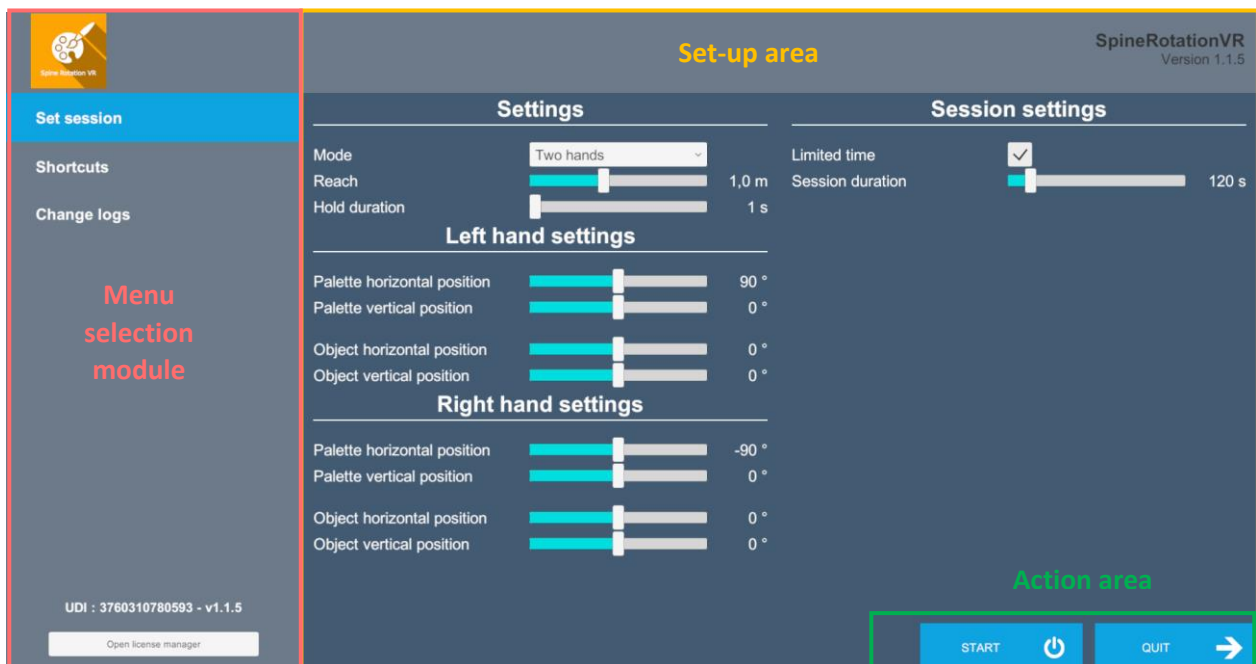 Spine Rotation VR
Set-up area
SpineRotationVR
Version 1.1.5
Set session
Shortcuts
Change logs
Menu
selection
module
UDI : 3760310780593 - v1.1.5
Open license manager
Settings
Mode Two hands
Reach 1,0 m
Hold duration 1 s
Left hand settings
Palette horizontal position 90 °
Palette vertical position 0 °
Object horizontal position 0 °
Object vertical position 0 °
Right hand settings
Palette horizontal position -90 °
Palette vertical position 0 °
Object horizontal position 0 °
Object vertical position 0 °
Session settings
Limited time
Session duration 120 s
Action area
START
QUIT